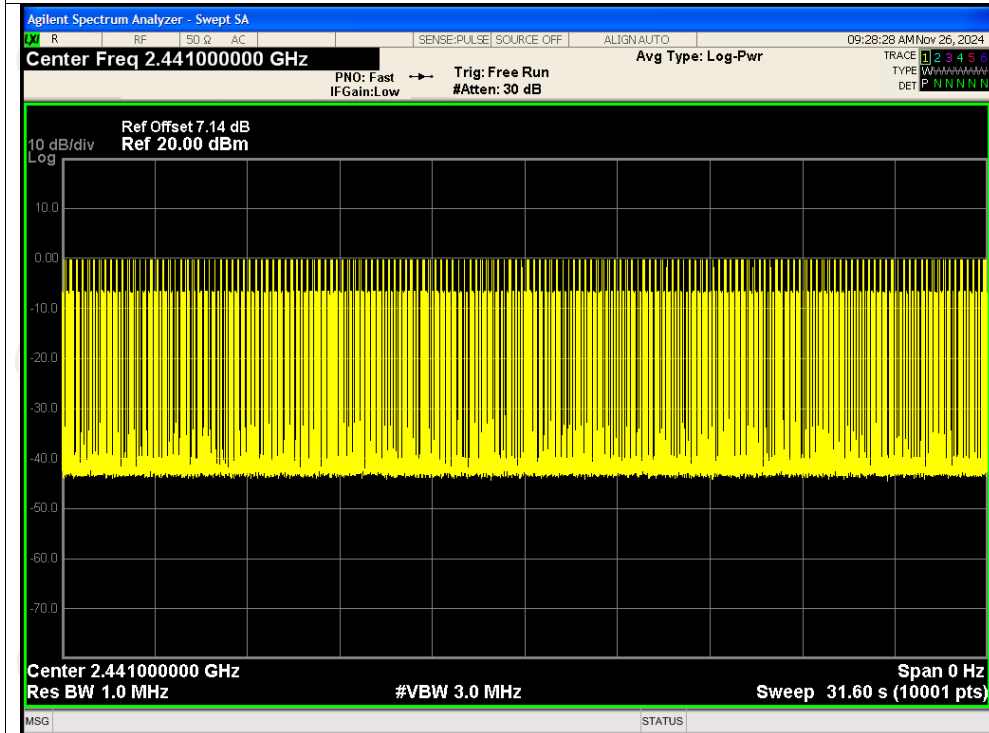 Agilent Spectrum Analyzer - Swept SA
LXI R RF 50 Ω AC SENSE:PULSE SOURCE OFF ALIGN AUTO 09:28:28 AM Nov 26, 2024
Center Freq 2.441000000 GHz
PNO: Fast
IFGain:Low
Trig: Free Run
#Atten: 30 dB
Avg Type: Log-Pwr
TRACE 1 2 3 4 5 6
TYPE W
DET P N N N N N
Ref Offset 7.14 dB
10 dB/div Ref 20.00 dBm
Log
10.0
0.00
-10.0
-20.0
-30.0
-40.0
-50.0
-60.0
-70.0
Center 2.441000000 GHz Span 0 Hz
Res BW 1.0 MHz #VBW 3.0 MHz Sweep 31.60 s (10001 pts)
MSG STATUS